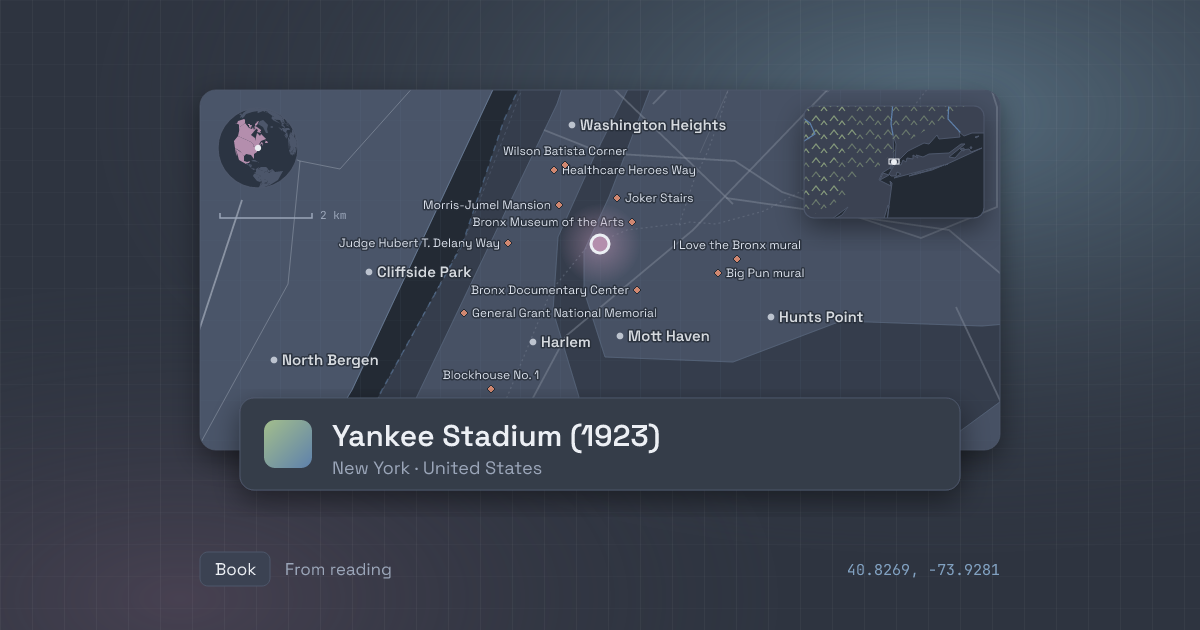 Washington Heights
Wilson Batista Corner
Healthcare Heroes Way
Joker Stairs
Morris-Jumel Mansion
2 km
Bronx Museum of the Arts
Judge Hubert T. Delany Way
I Love the Bronx mural
Cliffside Park
Big Pun mural
Bronx Documentary Center
General Grant National Memorial
Hunts Point
Mott Haven
Harlem
North Bergen
Blockhouse No. 1
Yankee Stadium (1923)
New York · United States
Book
From reading
40.8269, -73.9281